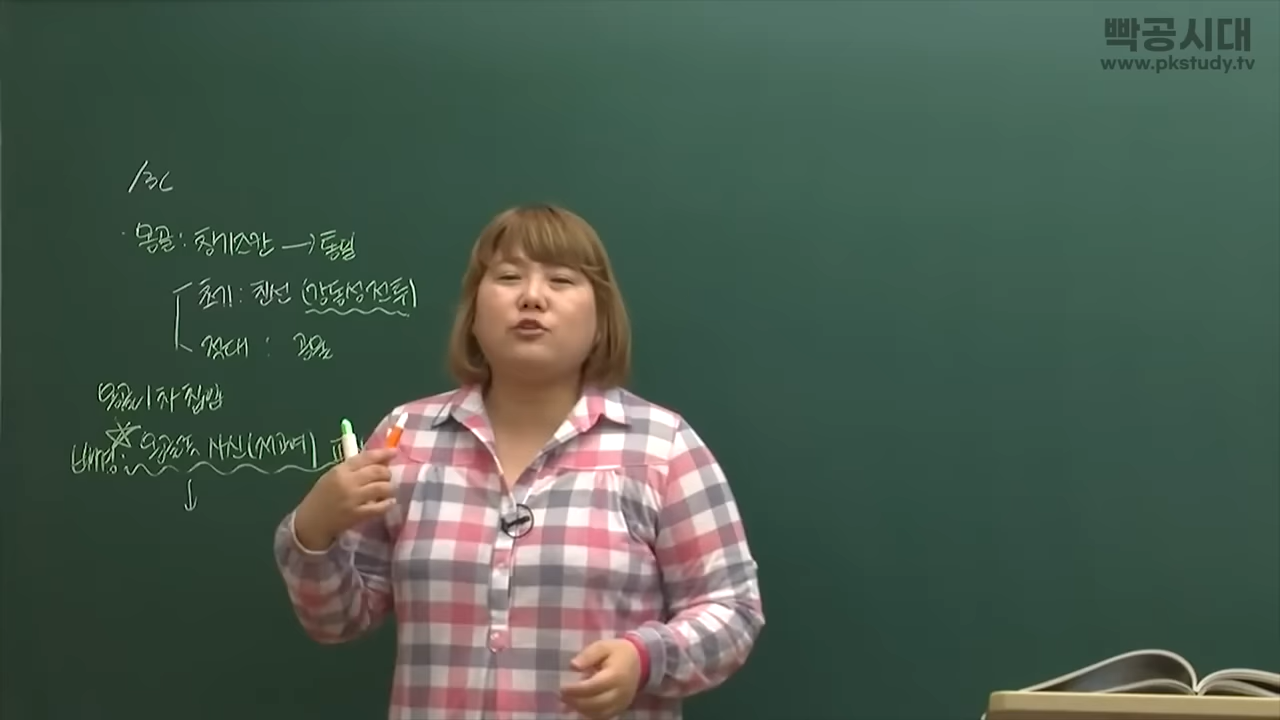 빡공시대
www.pkstudy.tv
13C
· 몽골 : 칭기즈칸 → 통일
초기 : 친선 (강동성전투)
적대 : 공물
몽골 1차 침입
배경 : ☆ 몽골 사신(저고여)
↓